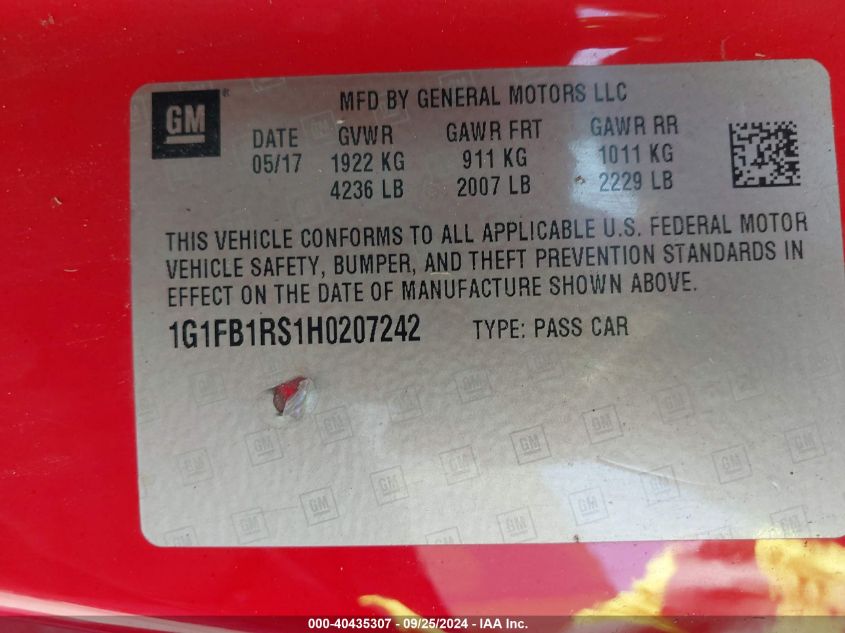 GM®
MFD BY GENERAL MOTORS LLC
DATE GVWR GAWR FRT GAWR RR
05/17 1922 KG 911 KG 1011 KG
4236 LB 2007 LB 2229 LB
THIS VEHICLE CONFORMS TO ALL APPLICABLE U.S. FEDERAL MOTOR
VEHICLE SAFETY, BUMPER, AND THEFT PREVENTION STANDARDS IN
EFFECT ON THE DATE OF MANUFACTURE SHOWN ABOVE.
1G1FB1RS1H0207242 TYPE: PASS CAR
000-40435307 - 09/25/2024 - IAA Inc.